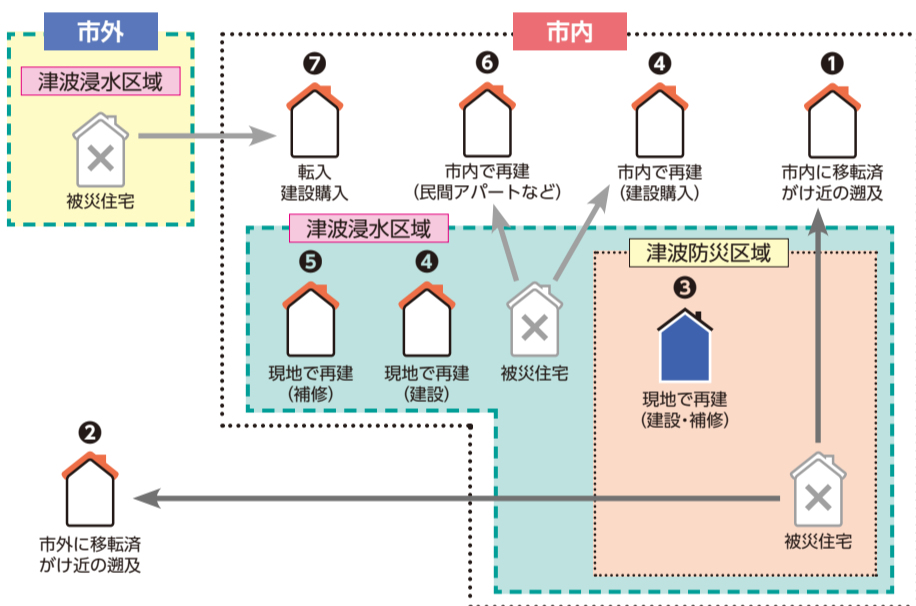 市外
市内
津波浸水区域
被災住宅
❼
転入
建設購入
❻
市内で再建
（民間アパートなど）
❹
市内で再建
（建設購入）
❶
市内に移転済
がけ近の遡及
津波浸水区域
❺
現地で再建
（補修）
❹
現地で再建
（建設）
被災住宅
津波防災区域
❸
現地で再建
（建設・補修）
被災住宅
❷
市外に移転済
がけ近の遡及